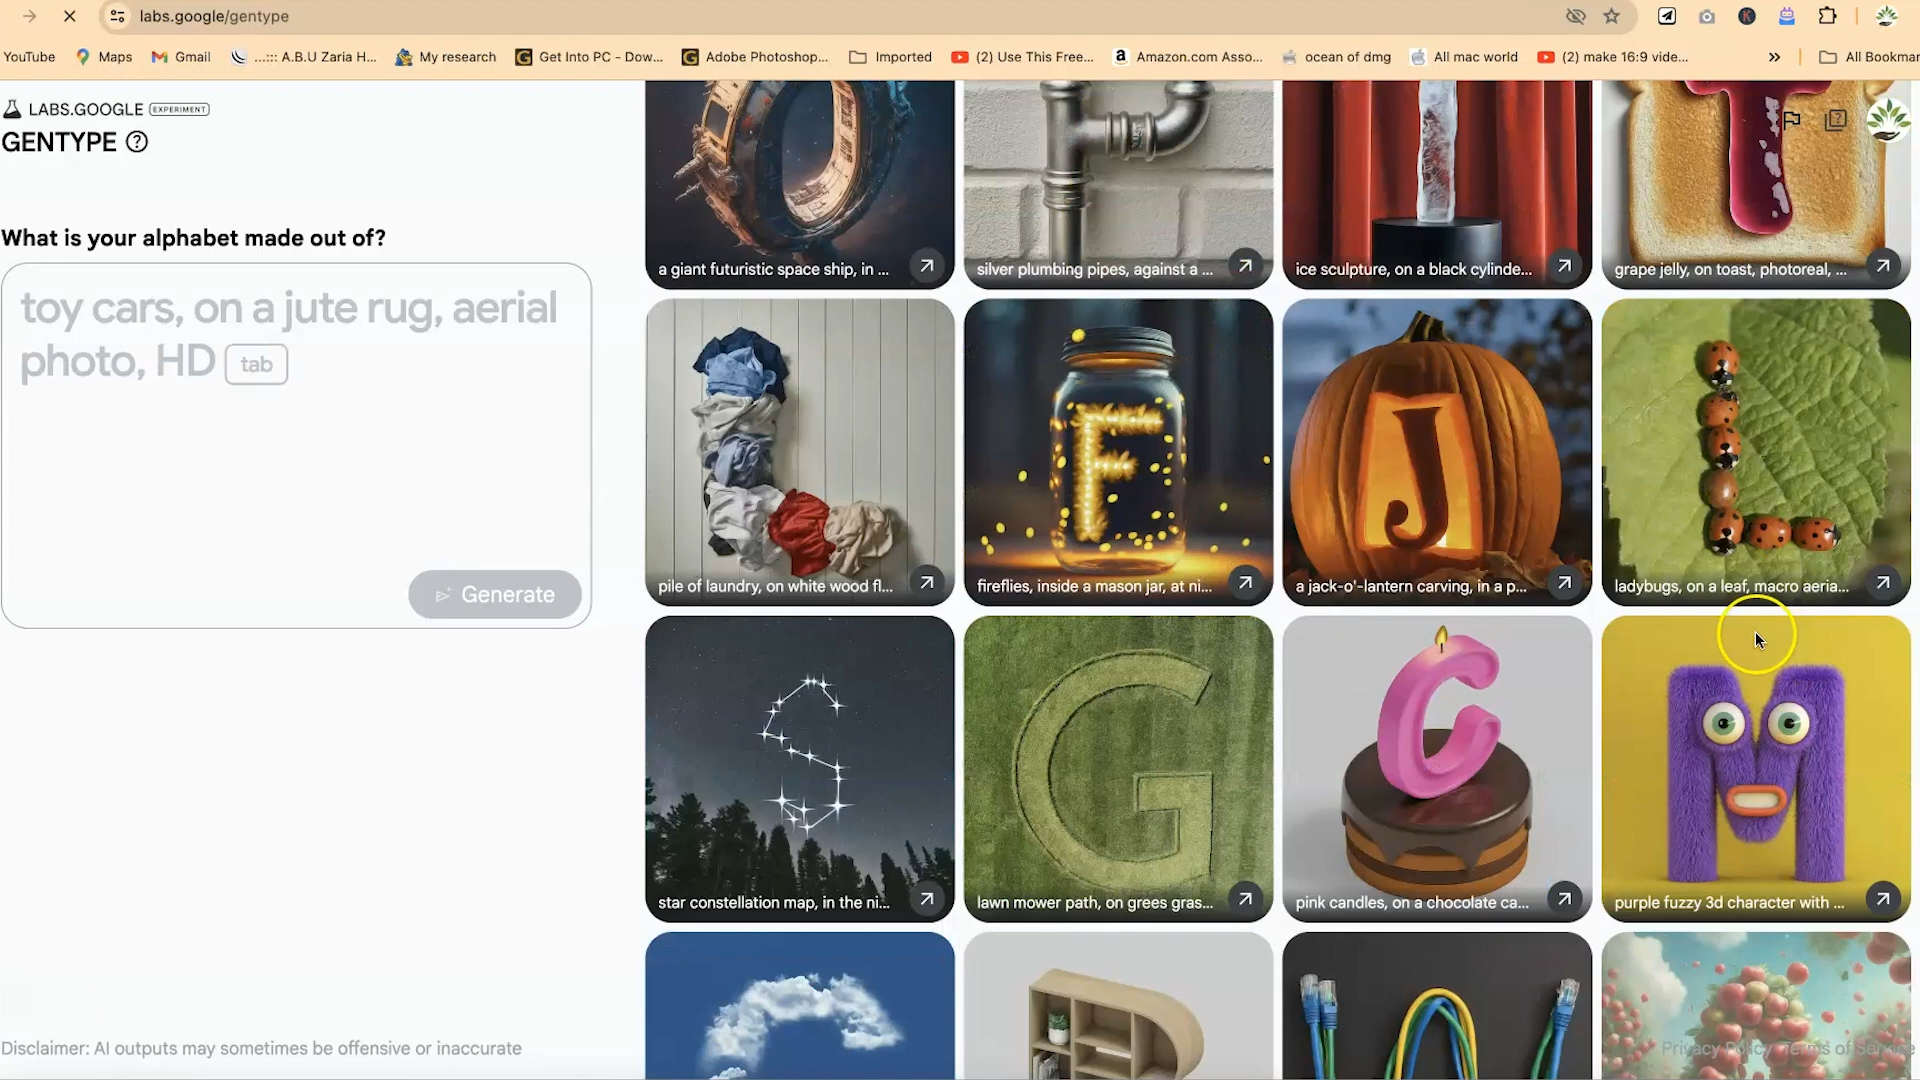 labs.google/gentype
YouTube
Maps
Gmail
...::: A.B.U Zaria H...
My research
Get Into PC - Dow...
Adobe Photoshop...
Imported
(2) Use This Free...
Amazon.com Asso...
ocean of dmg
All mac world
(2) make 16:9 vide...
All Bookmar
LABS.GOOGLE EXPERIMENT
GENTYPE
What is your alphabet made out of?
toy cars, on a jute rug, aerial
photo, HD tab
Generate
Disclaimer: AI outputs may sometimes be offensive or inaccurate
a giant futuristic space ship, in ...
silver plumbing pipes, against a ...
ice sculpture, on a black cylinde...
grape jelly, on toast, photoreal, ...
L
F
J
L
pile of laundry, on white wood fl...
fireflies, inside a mason jar, at ni...
a jack-o'-lantern carving, in a p...
ladybugs, on a leaf, macro aeria...
S
G
C
M
star constellation map, in the ni...
lawn mower path, on grees gras...
pink candles, on a chocolate ca...
purple fuzzy 3d character with ...
Privacy Policy Terms of Service